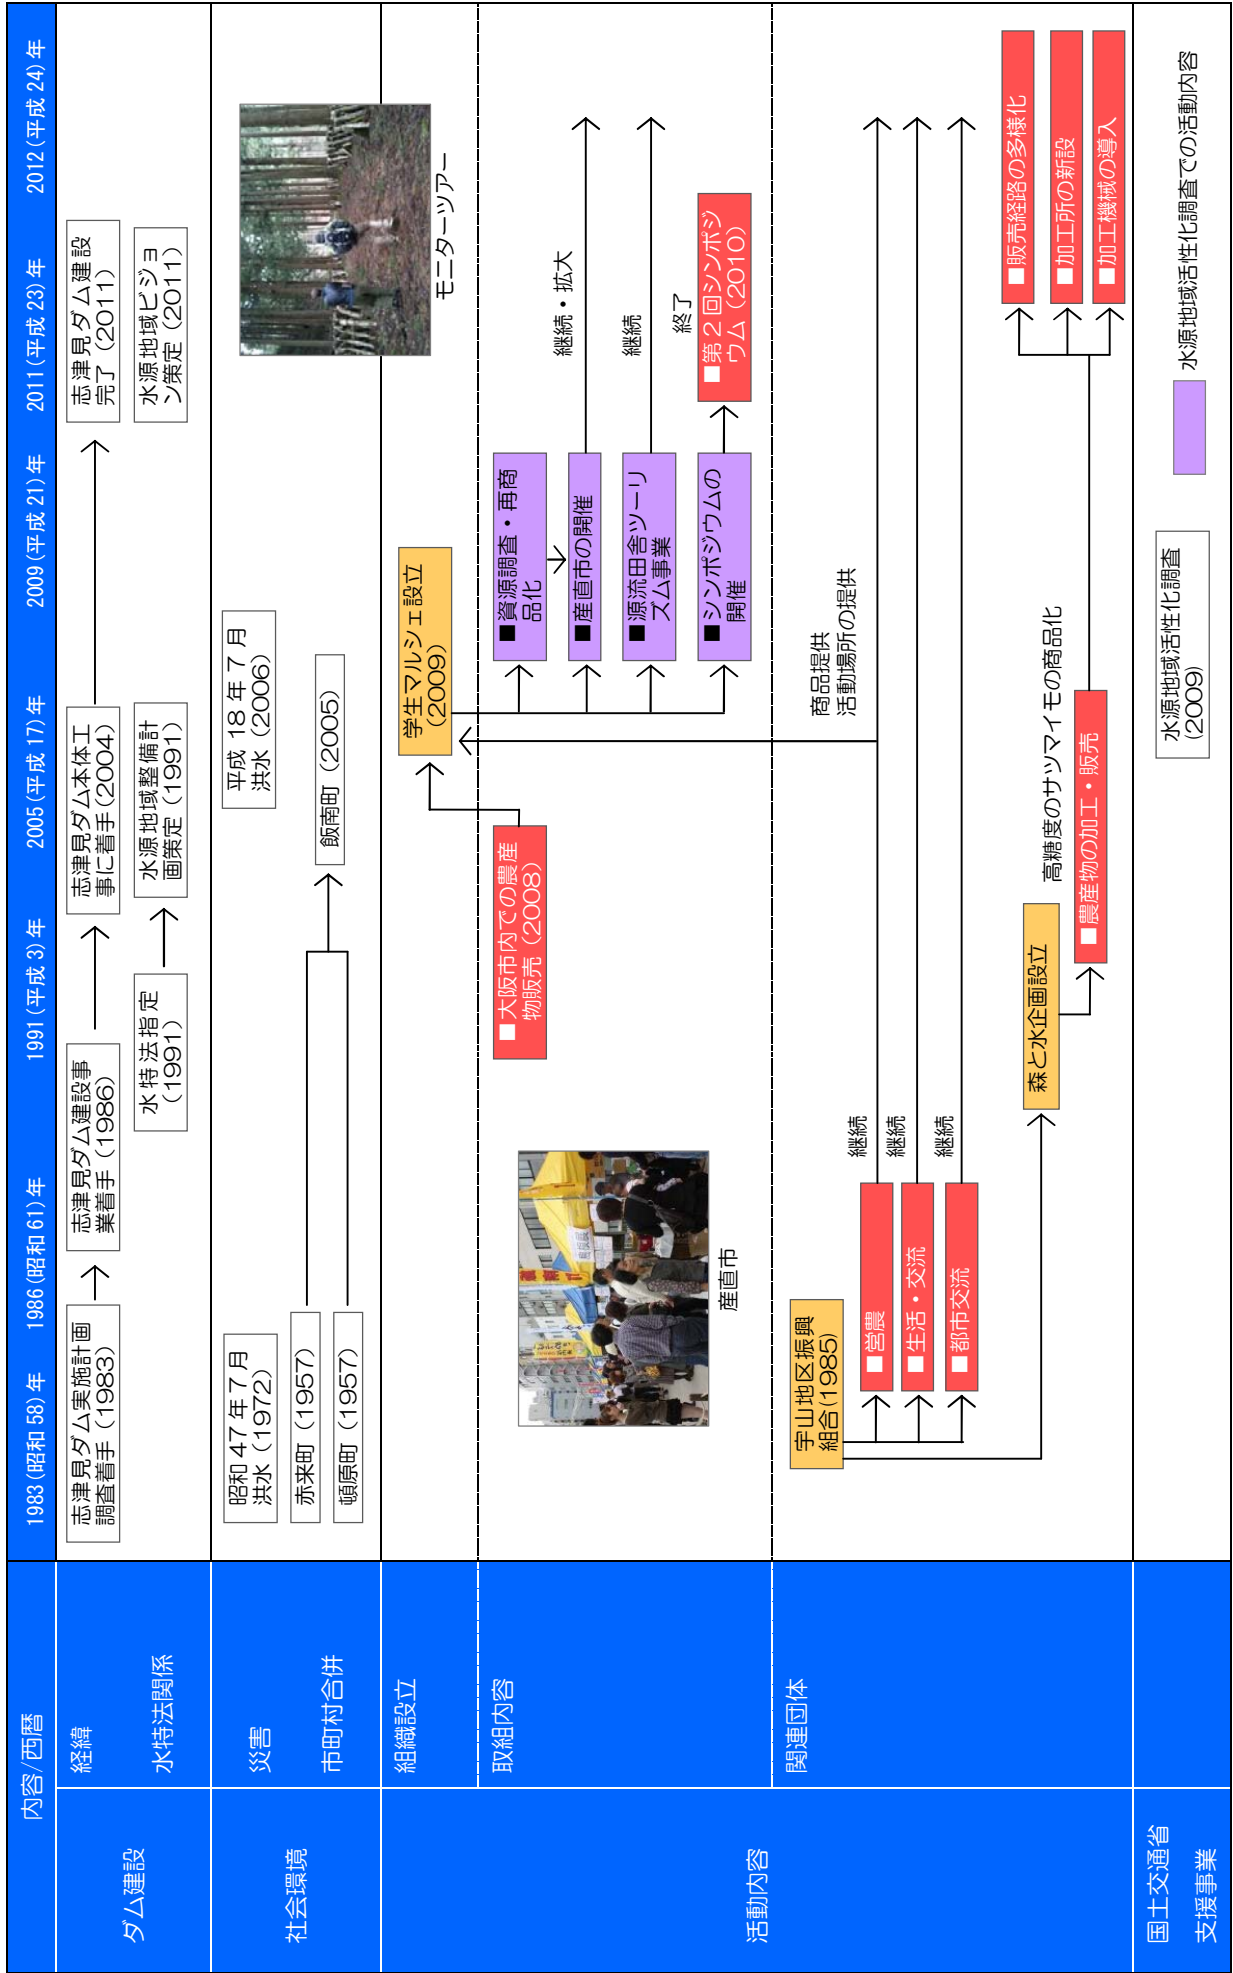 内容/西暦
1983(昭和 58)年
1986(昭和 61)年
1991(平成 3)年
2005(平成 17)年
2009(平成 21)年
2011(平成 23)年
2012(平成 24)年
ダム建設
経緯
志津見ダム実施計画
調査着手（1983）
志津見ダム建設事
業着手（1986）
志津見ダム本体工
事に着手(2004)
志津見ダム建設
完了（2011）
水特法関係
水特法指定
（1991）
水源地域整備計
画策定（1991）
水源地域ビジョ
ン策定（2011）
社会環境
災害
昭和 47 年 7 月
洪水（1972）
平成 18 年 7 月
洪水（2006）
市町村合併
赤来町（1957）
頓原町（1957）
飯南町（2005）
モニターツアー
活動内容
組織設立
学生マルシェ設立
（2009）
取組内容
■大阪市内での農産
物販売（2008）
■資源調査・再商
品化
■産直市の開催
継続・拡大
■源流田舎ツーリ
ズム事業
継続
■シンポジウムの
開催
終了
■第 2 回シンポジ
ウム（2010）
産直市
関連団体
宇山地区振興
組合(1985)
商品提供
活動場所の提供
■営農
継続
■生活・交流
継続
■都市交流
継続
森と水企画設立
高糖度のサツマイモの商品化
■農産物の加工・販売
■販売経路の多様化
■加工所の新設
■加工機械の導入
国土交通省
支援事業
水源地域活性化調査
（2009）
水源地域活性化調査での活動内容